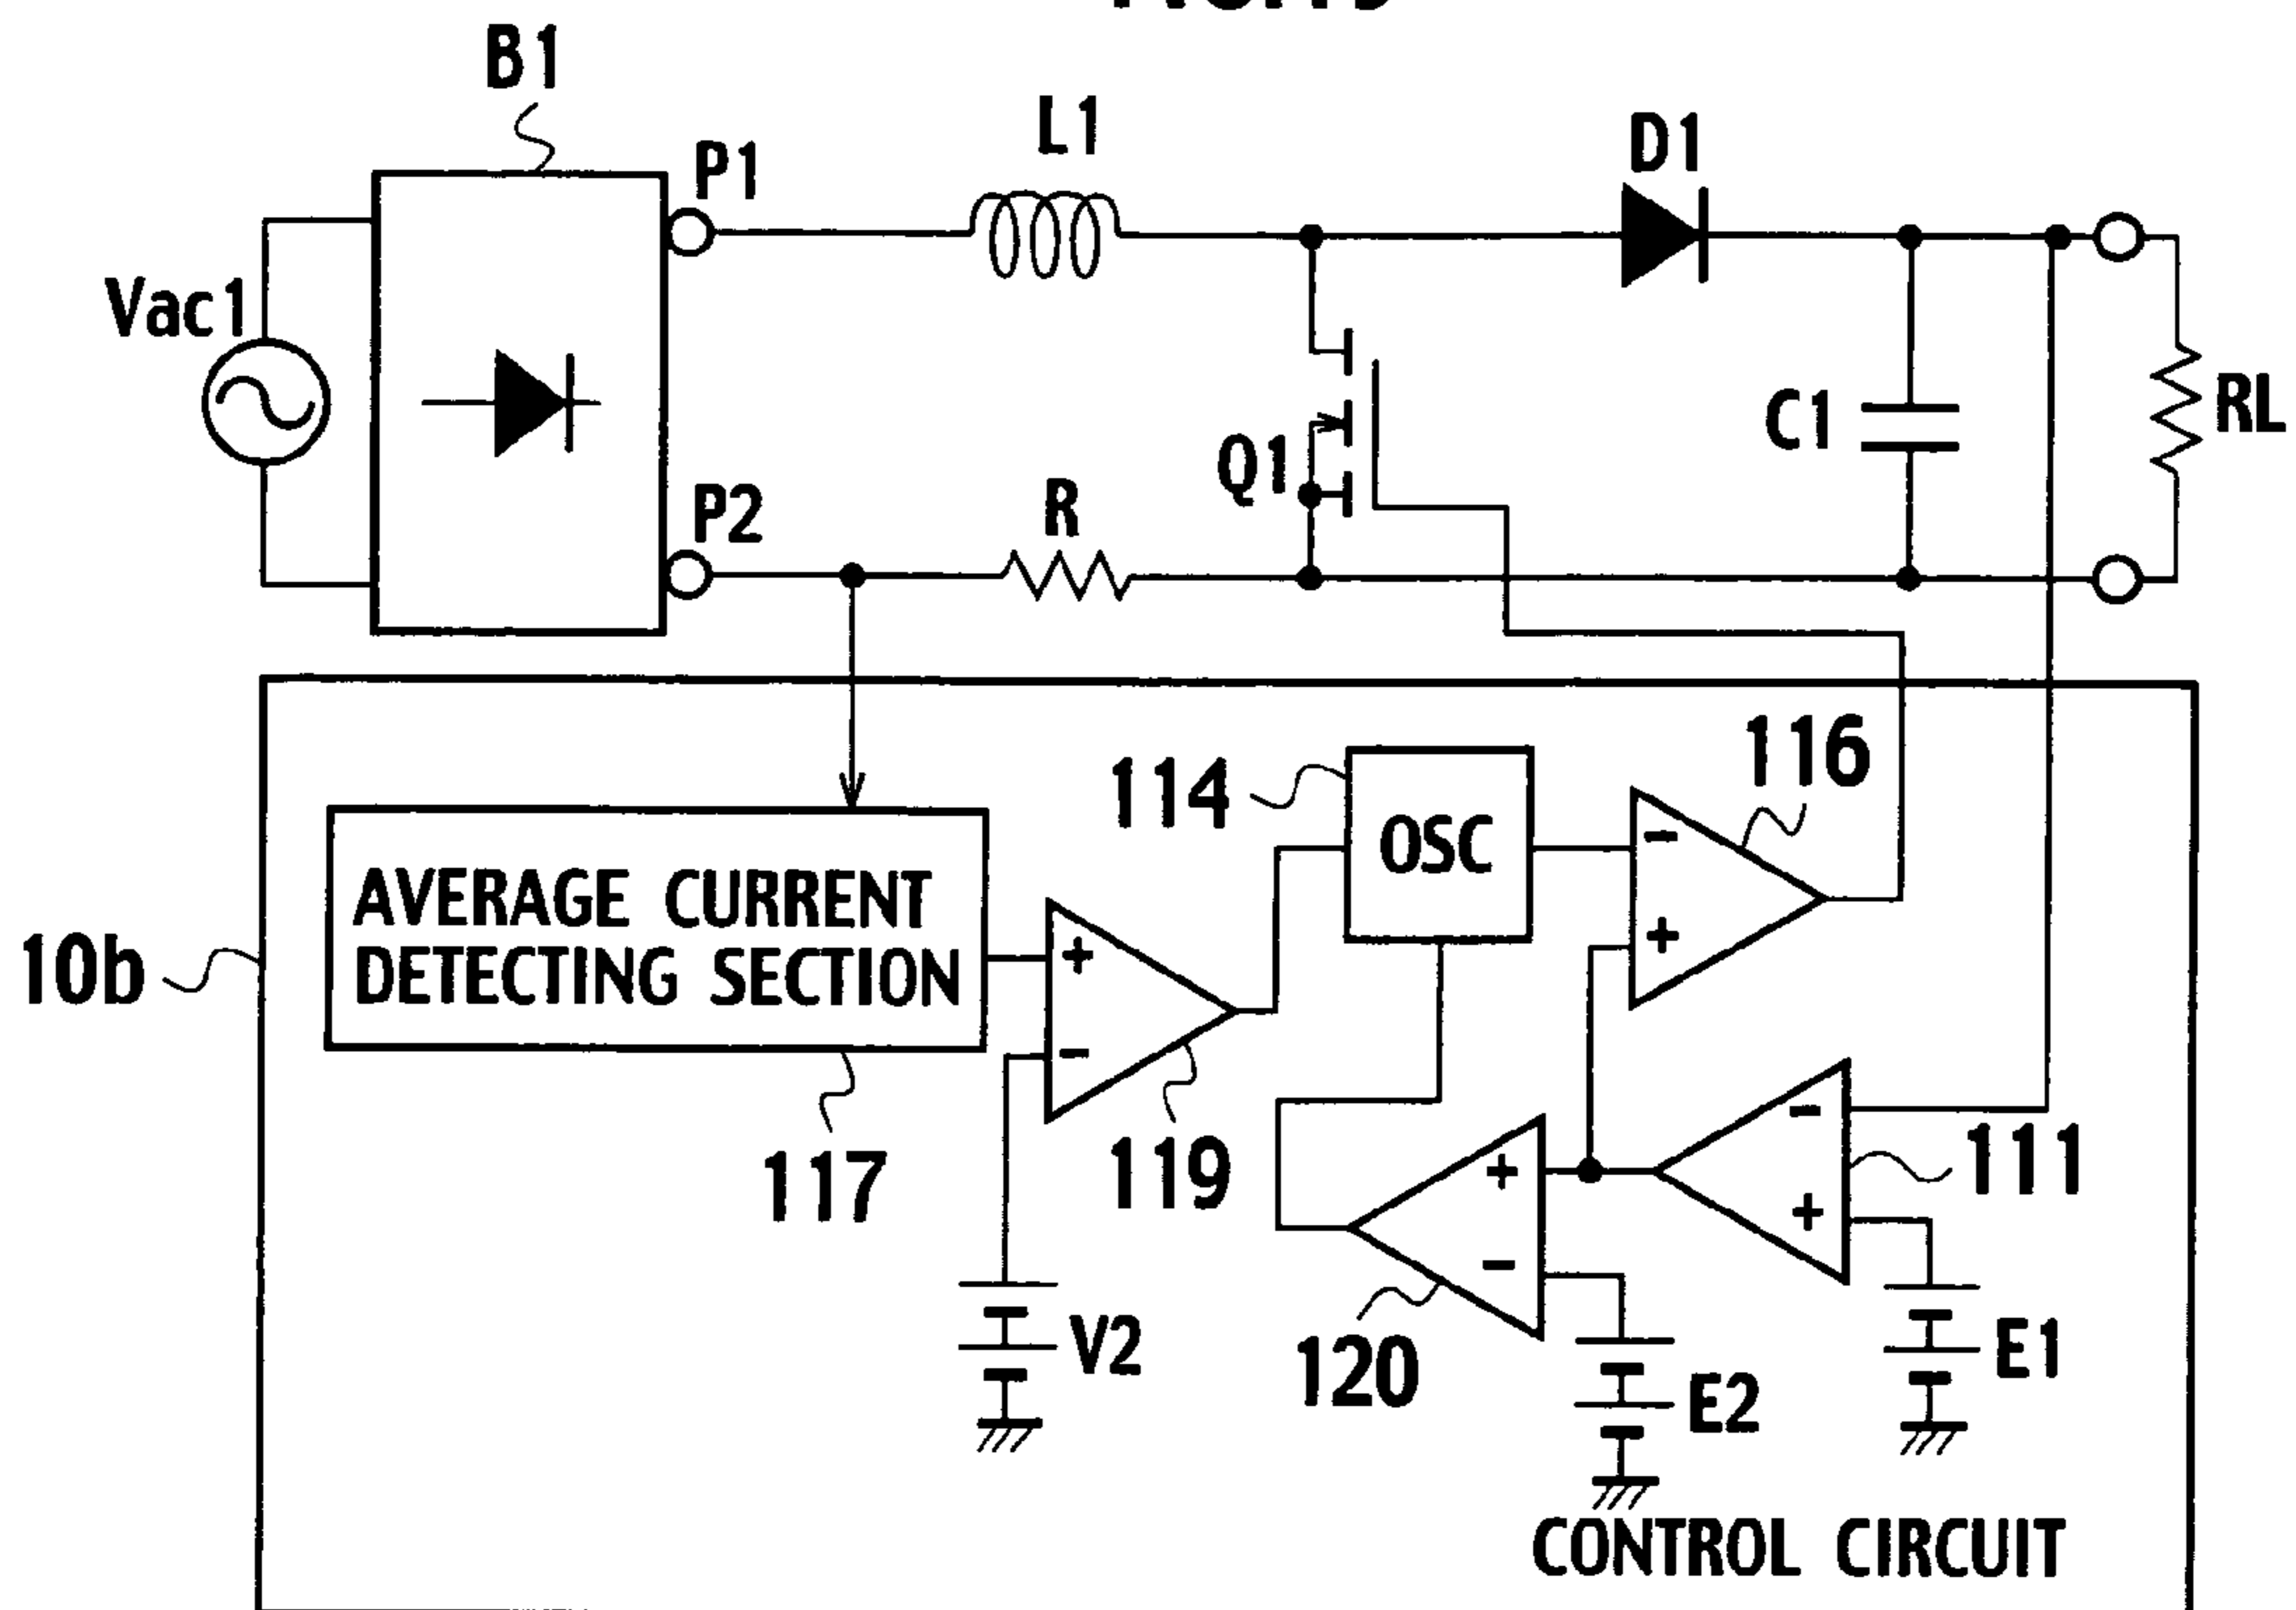 B1
P1
L1
D1
Vac1
C1
RL
Q1
P2
R
116
114
OSC
-
+
AVERAGE CURRENT
DETECTING SECTION
10b
+
-
-
111
117
119
+
+
-
V2
120
E1
E2
CONTROL CIRCUIT